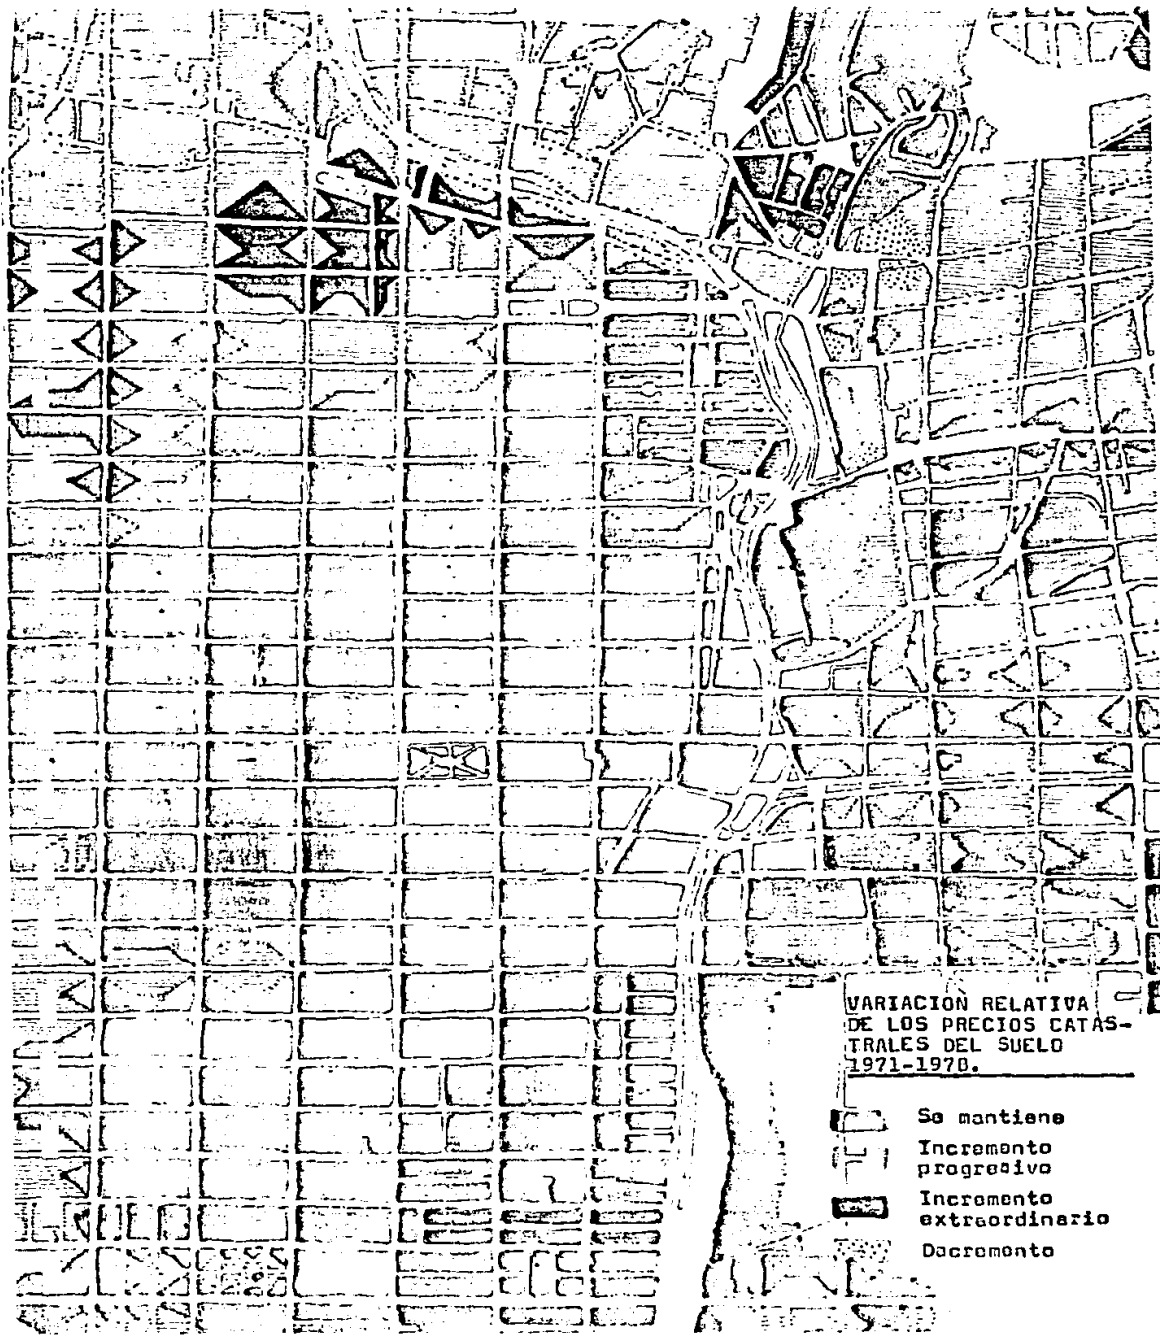 VARIACION RELATIVA
DE LOS PRECIOS CATAS-
TRALES DEL SUELO
1971-1978.
Se mantiene
Incremento
progresivo
Incremento
extraordinario
Decremento